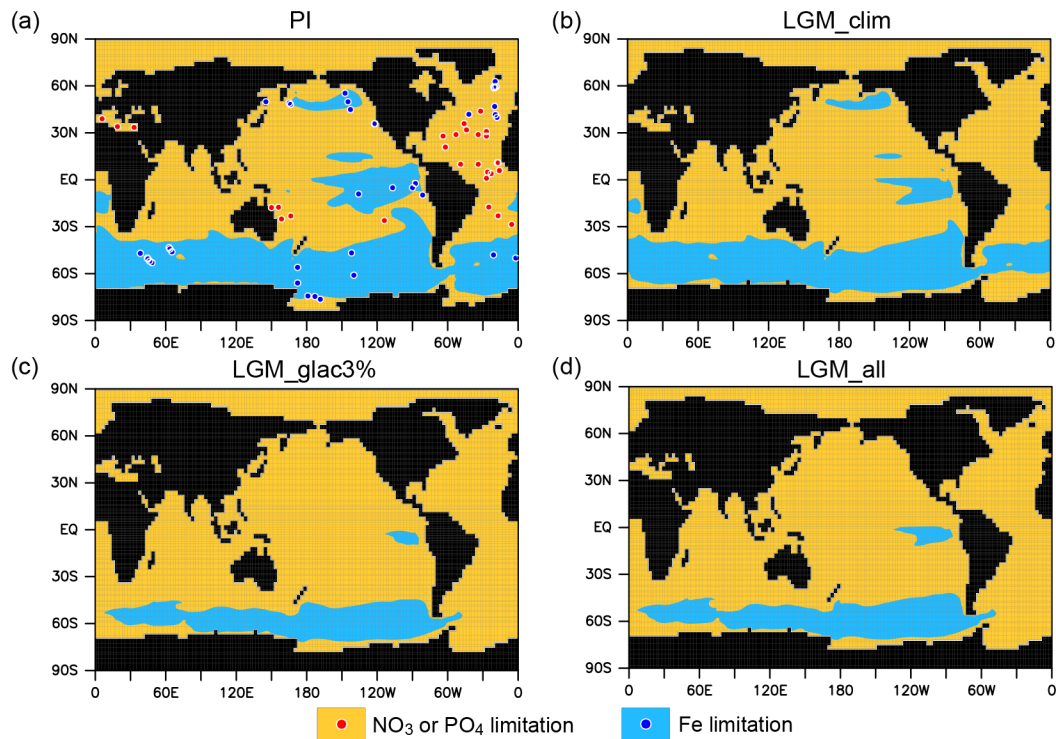 (a) PI
90N
60N
30N
EQ
30S
60S
90S
0 60E 120E 180 120W 60W 0
(b) LGM_clim
90N
60N
30N
EQ
30S
60S
90S
0 60E 120E 180 120W 60W 0
(c) LGM_glac3%
90N
60N
30N
EQ
30S
60S
90S
0 60E 120E 180 120W 60W 0
(d) LGM_all
90N
60N
30N
EQ
30S
60S
90S
0 60E 120E 180 120W 60W 0
NO3 or PO4 limitation Fe limitation